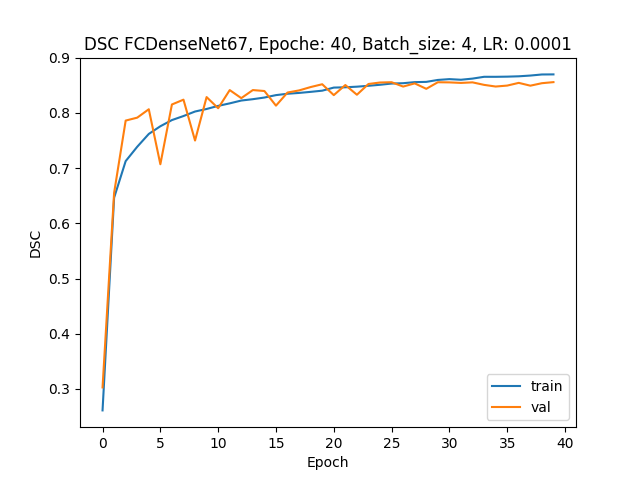 DSC FCDenseNet67, Epoche: 40, Batch_size: 4, LR: 0.0001
0.9
0.8
0.7
0.6
0.5
0.4
0.3
DSC
train
val
0 5 10 15 20 25 30 35 40
Epoch